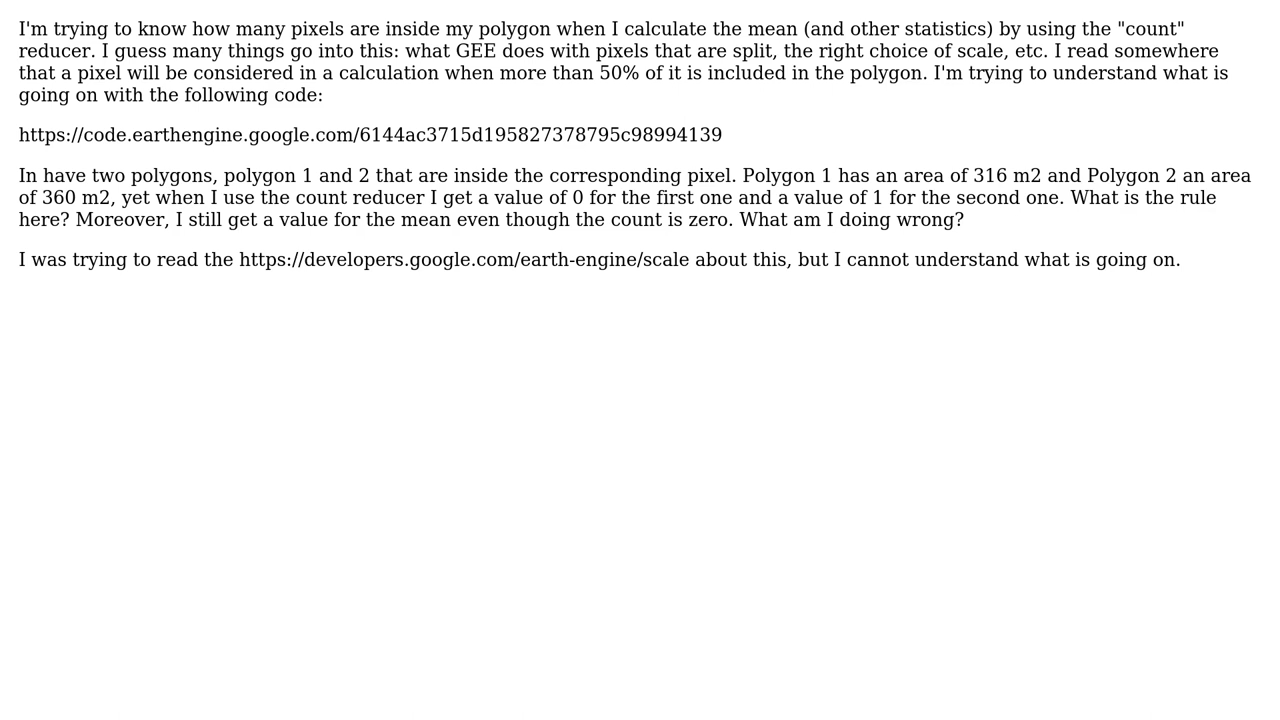 I'm trying to know how many pixels are inside my polygon when I calculate the mean (and other statistics) by using the "count"
reducer. I guess many things go into this: what GEE does with pixels that are split, the right choice of scale, etc. I read somewhere
that a pixel will be considered in a calculation when more than 50% of it is included in the polygon. I'm trying to understand what is
going on with the following code:
https://code.earthengine.google.com/6144ac3715d195827378795c98994139
In have two polygons, polygon 1 and 2 that are inside the corresponding pixel. Polygon 1 has an area of 316 m2 and Polygon 2 an area
of 360 m2, yet when I use the count reducer I get a value of 0 for the first one and a value of 1 for the second one. What is the rule
here? Moreover, I still get a value for the mean even though the count is zero. What am I doing wrong?
I was trying to read the https://developers.google.com/earth-engine/scale about this, but I cannot understand what is going on.